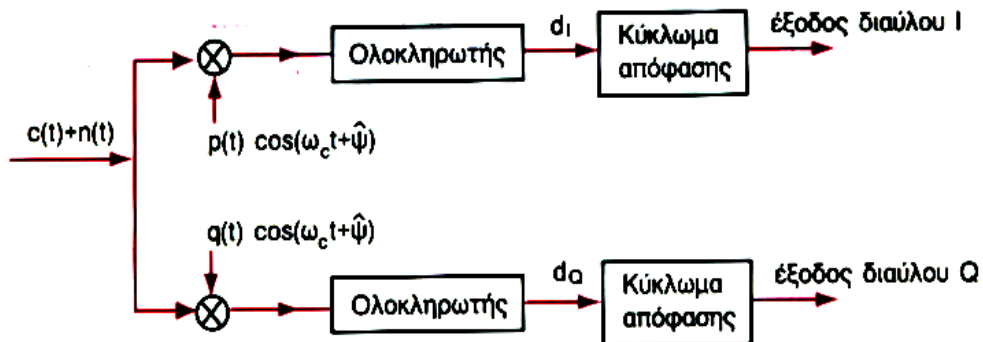 d_I
έξοδος διαύλου I
Ολοκληρωτής
Κύκλωμα
απόφασης
c(t)+n(t)
p(t) cos(ω_c t+ψ̂)
q(t) cos(ω_c t+ψ̂)
d_Q
έξοδος διαύλου Q
Ολοκληρωτής
Κύκλωμα
απόφασης